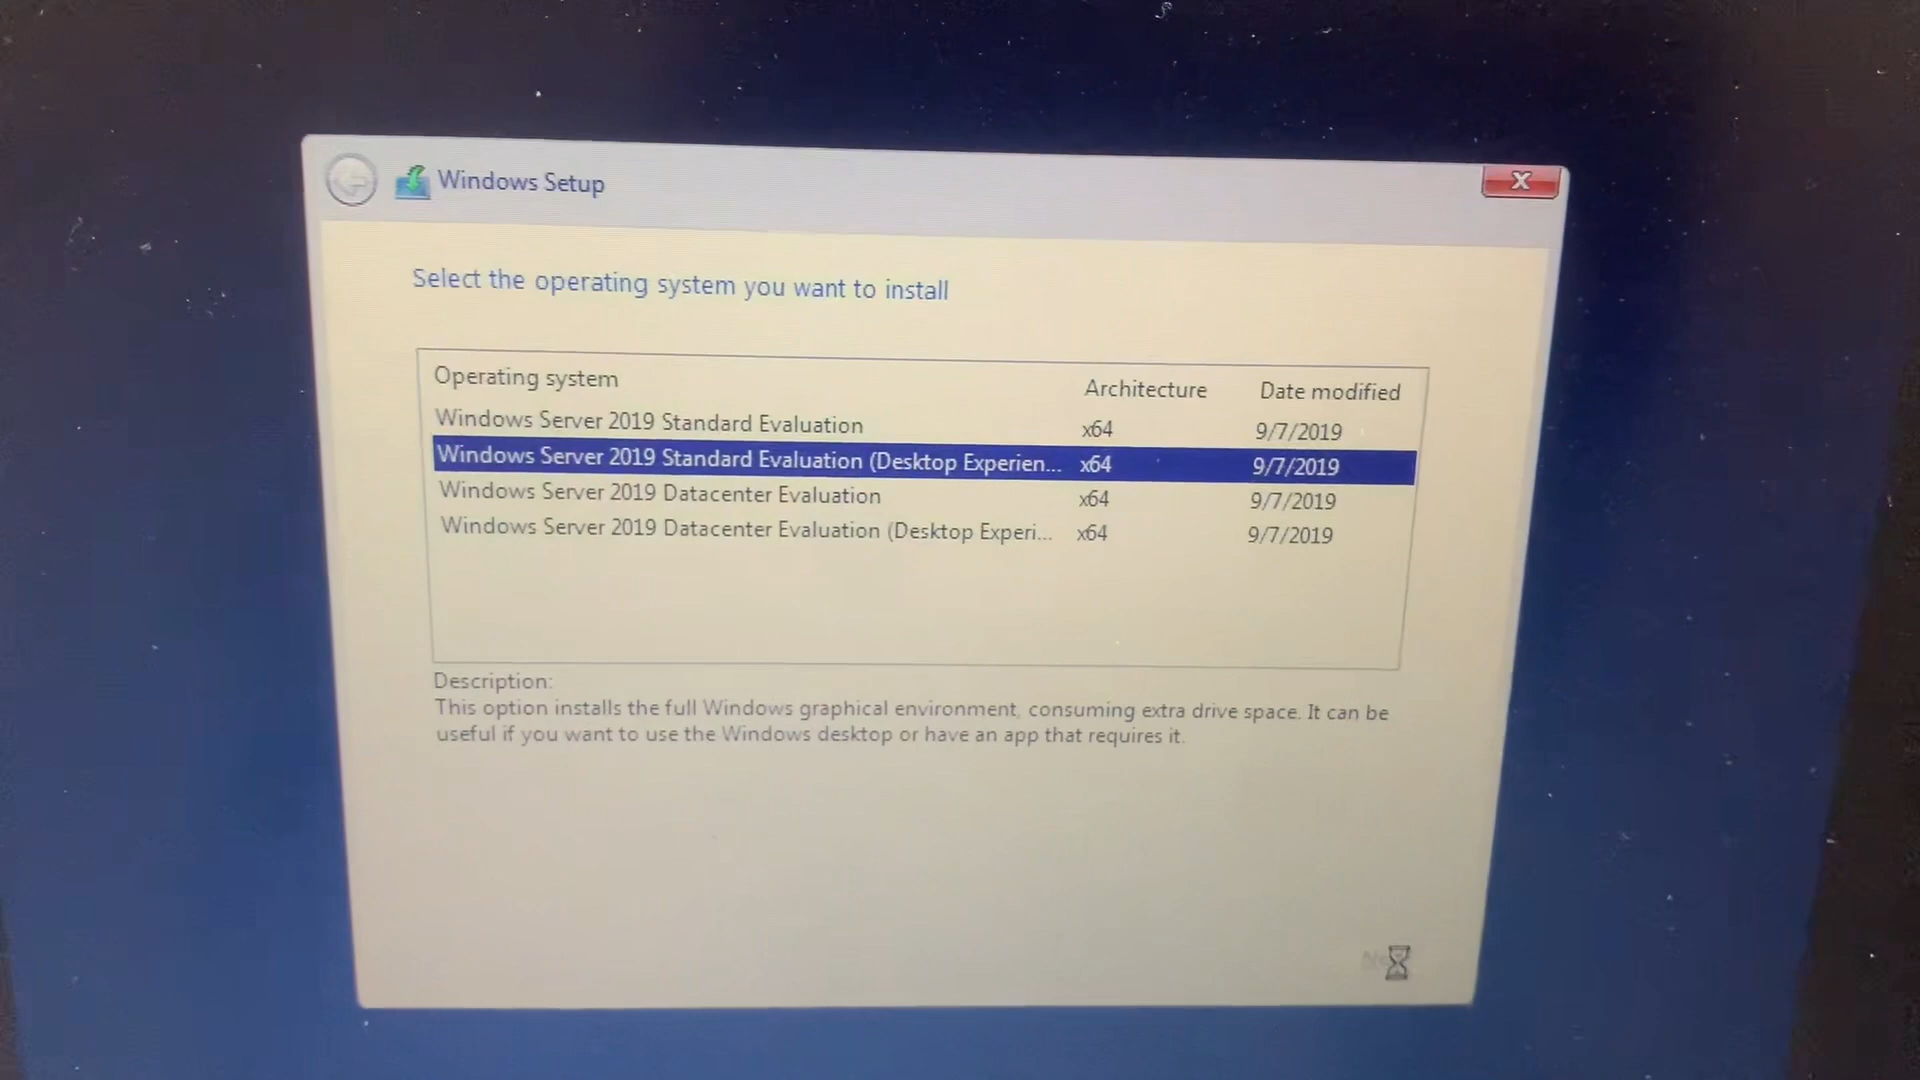 Windows Setup
X
Select the operating system you want to install
Operating system Architecture Date modified
Windows Server 2019 Standard Evaluation x64 9/7/2019
Windows Server 2019 Standard Evaluation (Desktop Experien... x64 9/7/2019
Windows Server 2019 Datacenter Evaluation x64 9/7/2019
Windows Server 2019 Datacenter Evaluation (Desktop Experi... x64 9/7/2019
Description:
This option installs the full Windows graphical environment, consuming extra drive space. It can be
useful if you want to use the Windows desktop or have an app that requires it.